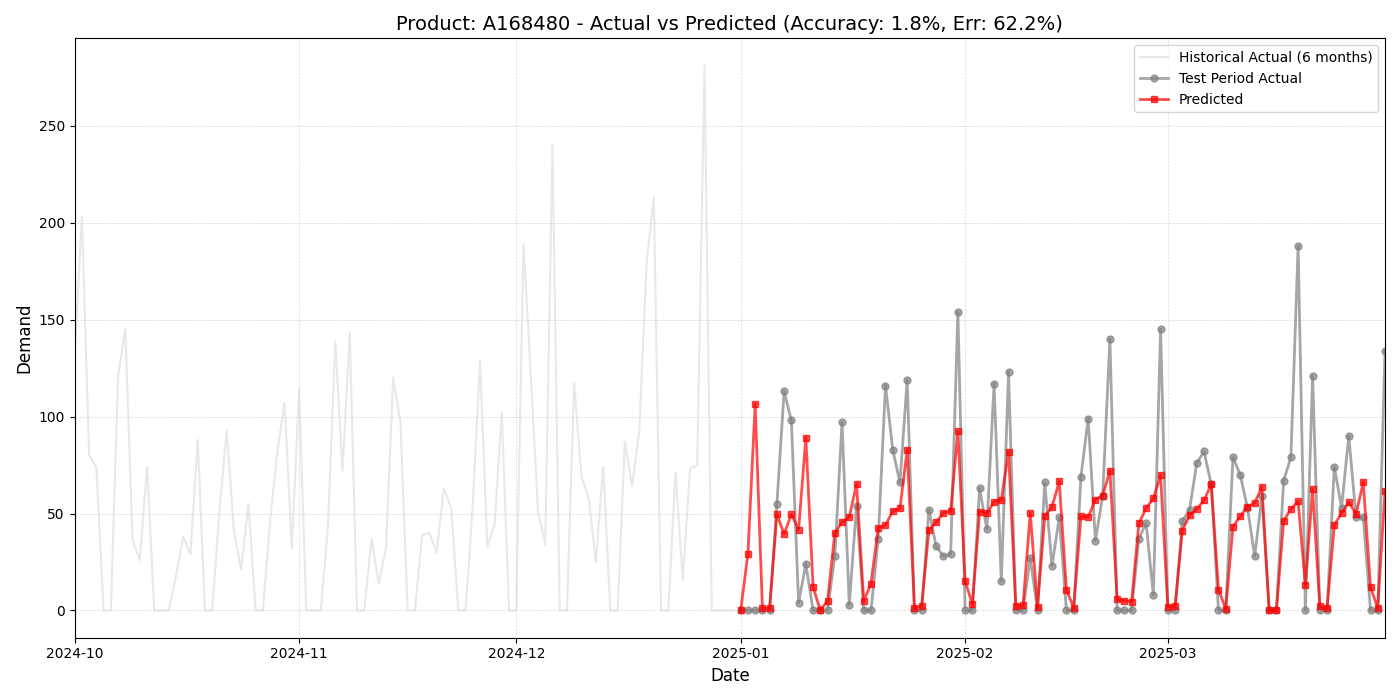 Product: A168480 - Actual vs Predicted (Accuracy: 1.8%, Err: 62.2%)
Historical Actual (6 months)
Test Period Actual
Predicted
Demand
250
200
150
100
50
0
2024-10
2024-11
2024-12
2025-01
2025-02
2025-03
Date